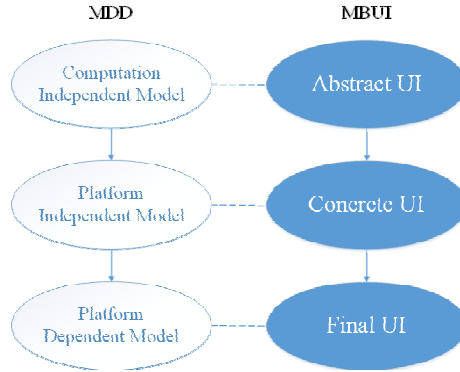 MDD
MBUI
Computation
Independent Model
Abstract UI
Platform
Independent Model
Concrete UI
Platform
Dependent Model
Final UI